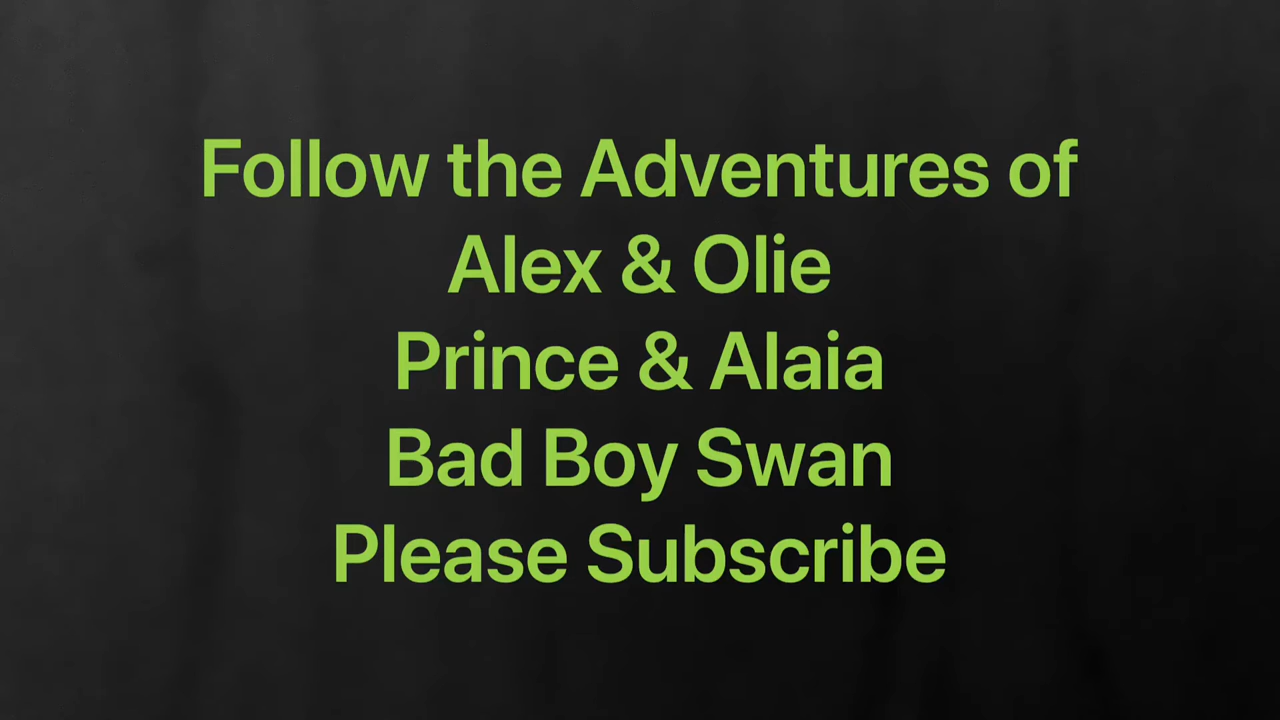 Follow the Adventures of
Alex & Olie
Prince & Alaia
Bad Boy Swan
Please Subscribe